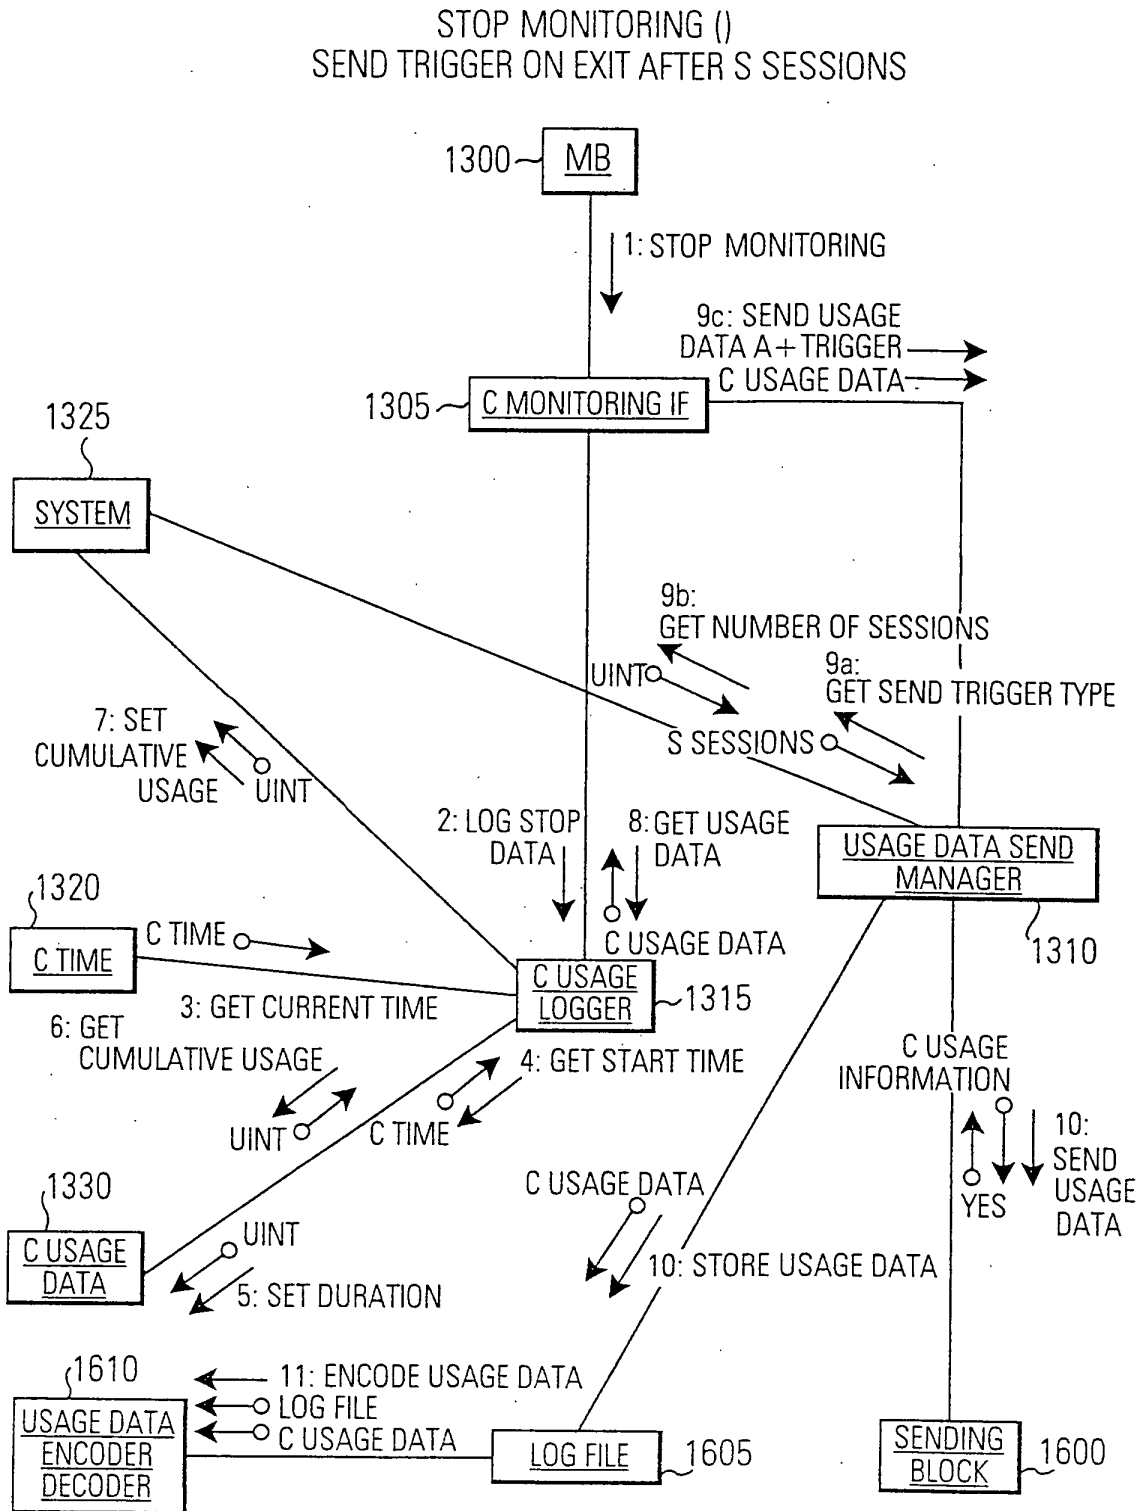 STOP MONITORING ()
SEND TRIGGER ON EXIT AFTER S SESSIONS
1300
MB
1: STOP MONITORING
9c: SEND USAGE
DATA A+TRIGGER
C USAGE DATA
1305
C MONITORING IF
1325
SYSTEM
9b:
GET NUMBER OF SESSIONS
UINT
9a:
GET SEND TRIGGER TYPE
S SESSIONS
7: SET
CUMULATIVE
USAGE
UINT
2: LOG STOP
DATA
8: GET USAGE
DATA
C USAGE DATA
USAGE DATA SEND
MANAGER
1310
1320
C TIME
C TIME
3: GET CURRENT TIME
C USAGE
LOGGER
1315
6: GET
CUMULATIVE USAGE
UINT
4: GET START TIME
C TIME
C USAGE
INFORMATION
10:
SEND
USAGE
DATA
YES
1330
C USAGE
DATA
UINT
5: SET DURATION
C USAGE DATA
10: STORE USAGE DATA
1610
USAGE DATA
ENCODER
DECODER
11: ENCODE USAGE DATA
LOG FILE
C USAGE DATA
LOG FILE
1605
SENDING
BLOCK
1600